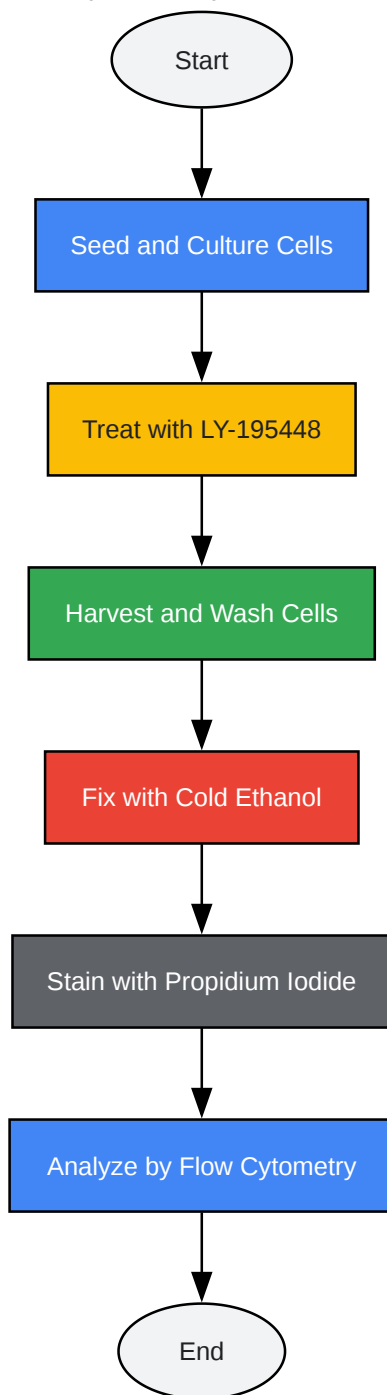 Start
Seed and Culture Cells
Treat with LY-195448
Harvest and Wash Cells
Fix with Cold Ethanol
Stain with Propidium Iodide
Analyze by Flow Cytometry
End